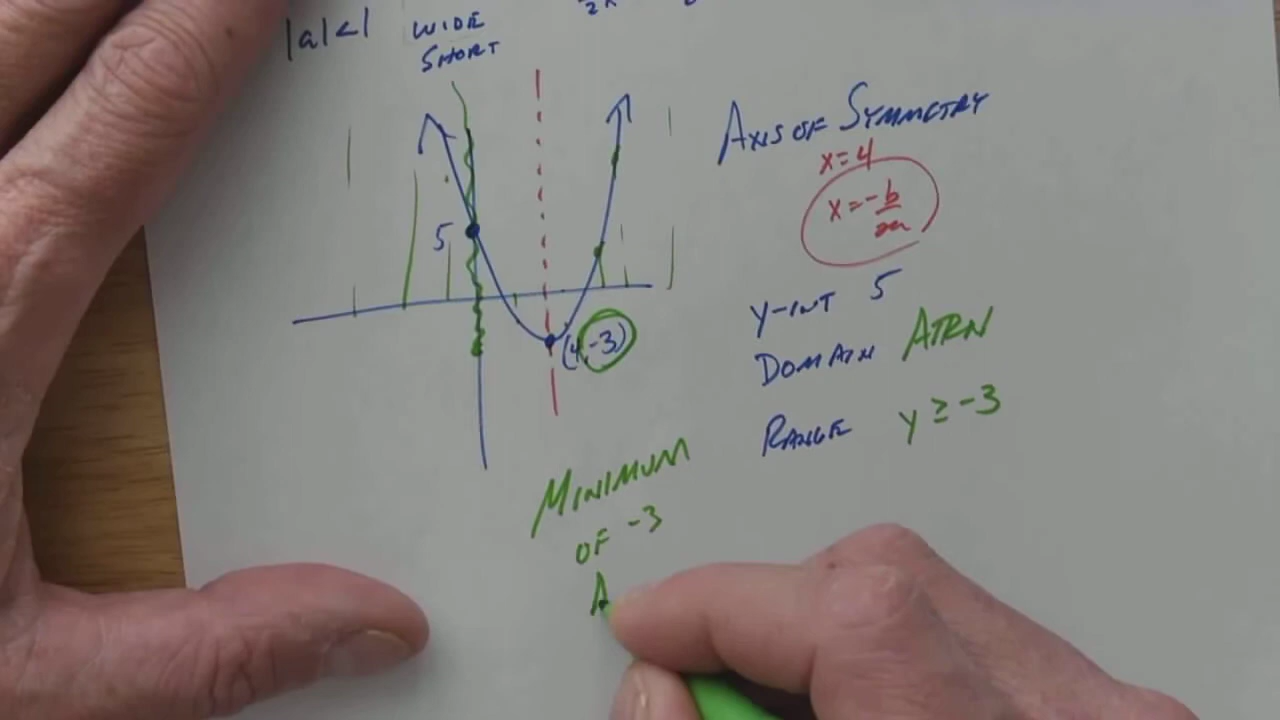 |a|<1 WIDE
SHORT
AXIS OF SYMMETRY
x=4
x=-b/2a
5
(4,-3)
Y-INT 5
DOMAIN ATRN
RANGE y ≥ -3
MINIMUM
OF -3
A